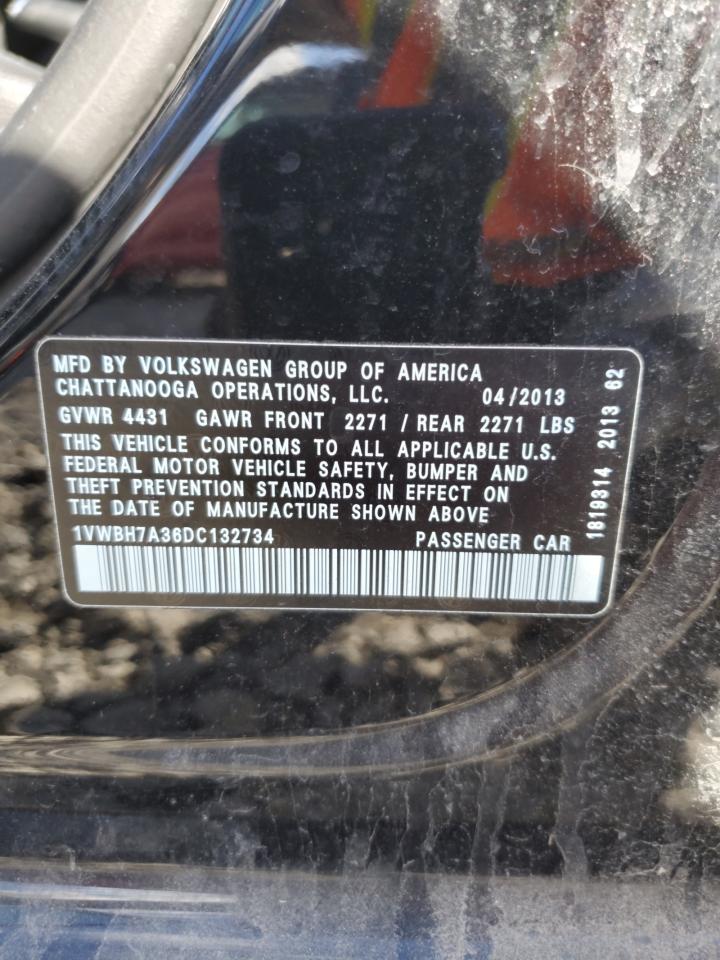 MFD BY VOLKSWAGEN GROUP OF AMERICA
CHATTANOOGA OPERATIONS, LLC. 04/2013
GVWR 4431 GAWR FRONT 2271 / REAR 2271 LBS
THIS VEHICLE CONFORMS TO ALL APPLICABLE U.S.
FEDERAL MOTOR VEHICLE SAFETY, BUMPER AND
THEFT PREVENTION STANDARDS IN EFFECT ON
THE DATE OF MANUFACTURE SHOWN ABOVE
1VWBH7A36DC132734 PASSENGER CAR
1819314 2013 62